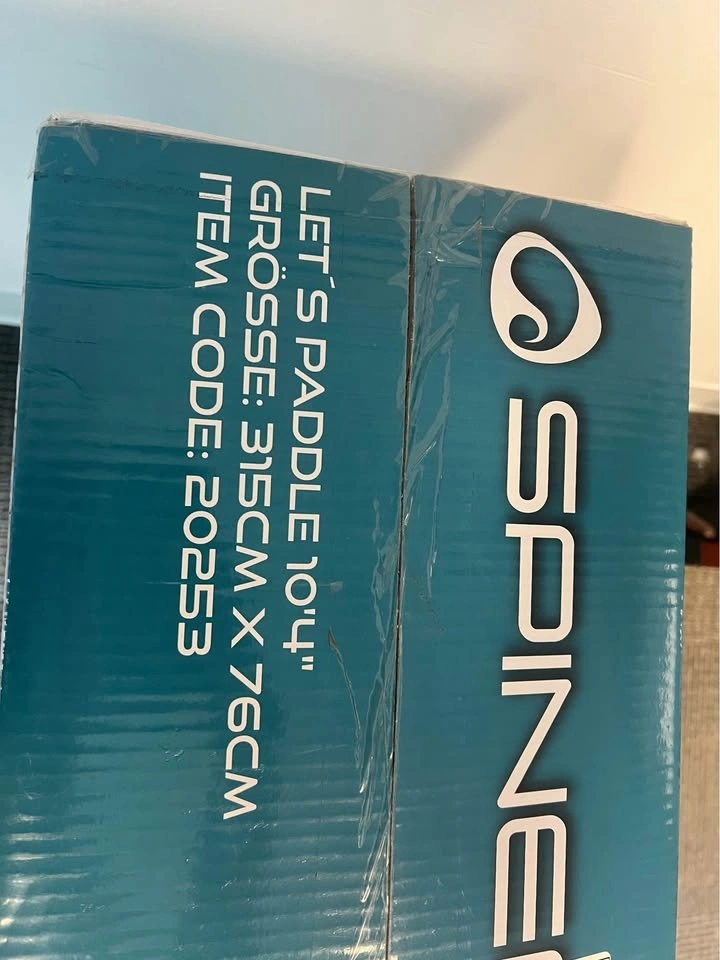 SPINE
LET´S PADDLE 10'4"
GRÖSSE: 315CM X 76CM
ITEM CODE: 20253